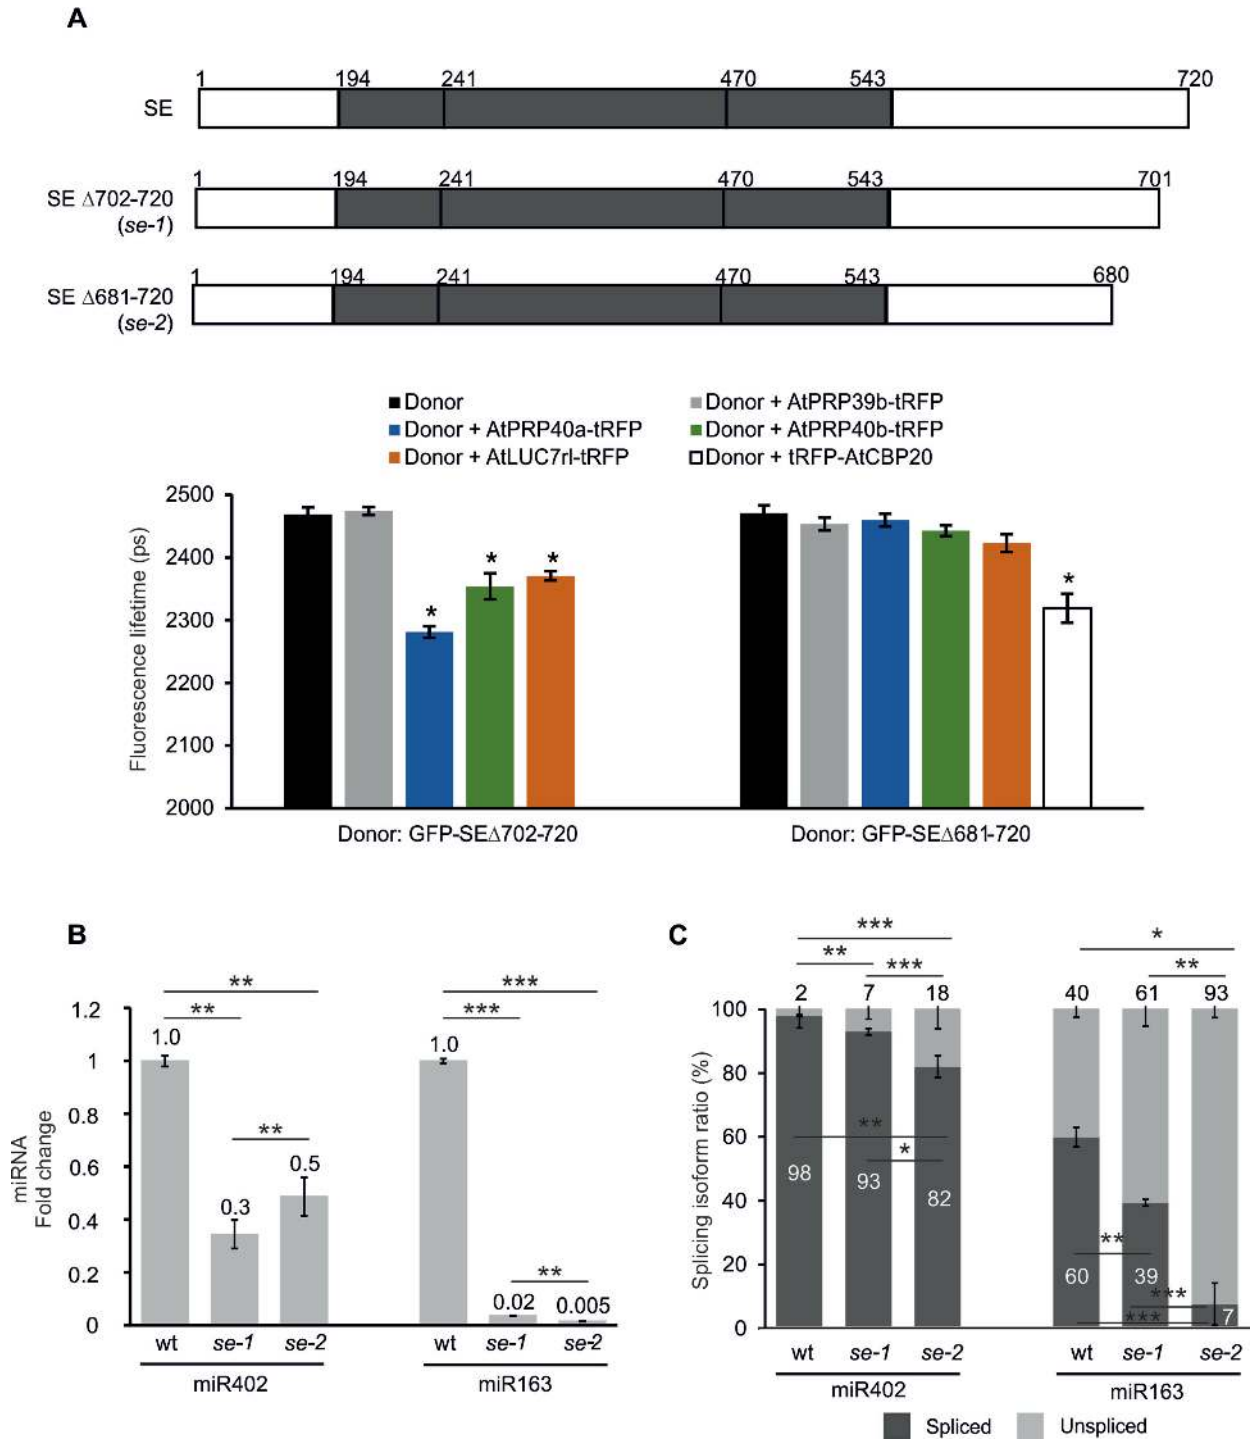 A
1 194 241 470 543 720
SE
1 194 241 470 543 701
SE Δ702-720
(se-1)
1 194 241 470 543 680
SE Δ681-720
(se-2)
Donor
Donor + AtPRP39b-tRFP
Donor + AtPRP40a-tRFP
Donor + AtPRP40b-tRFP
Donor + AtLUC7rl-tRFP
Donor + tRFP-AtCBP20
Fluorescence lifetime (ps)
2500
2400
2300
2200
2100
2000
* * *
*
Donor: GFP-SEΔ702-720
Donor: GFP-SEΔ681-720
B
miRNA
Fold change
1.2
1
0.8
0.6
0.4
0.2
0
**
**
**
1.0
0.3
0.5
***
***
**
1.0
0.02
0.005
wt se-1 se-2
miR402
wt se-1 se-2
miR163
C
Splicing isoform ratio (%)
100
80
60
40
20
0
***
**
***
2 7 18
**
*
98
93
82
*
**
40 61 93
**
***
***
60
39
7
wt se-1 se-2
miR402
wt se-1 se-2
miR163
Spliced
Unspliced